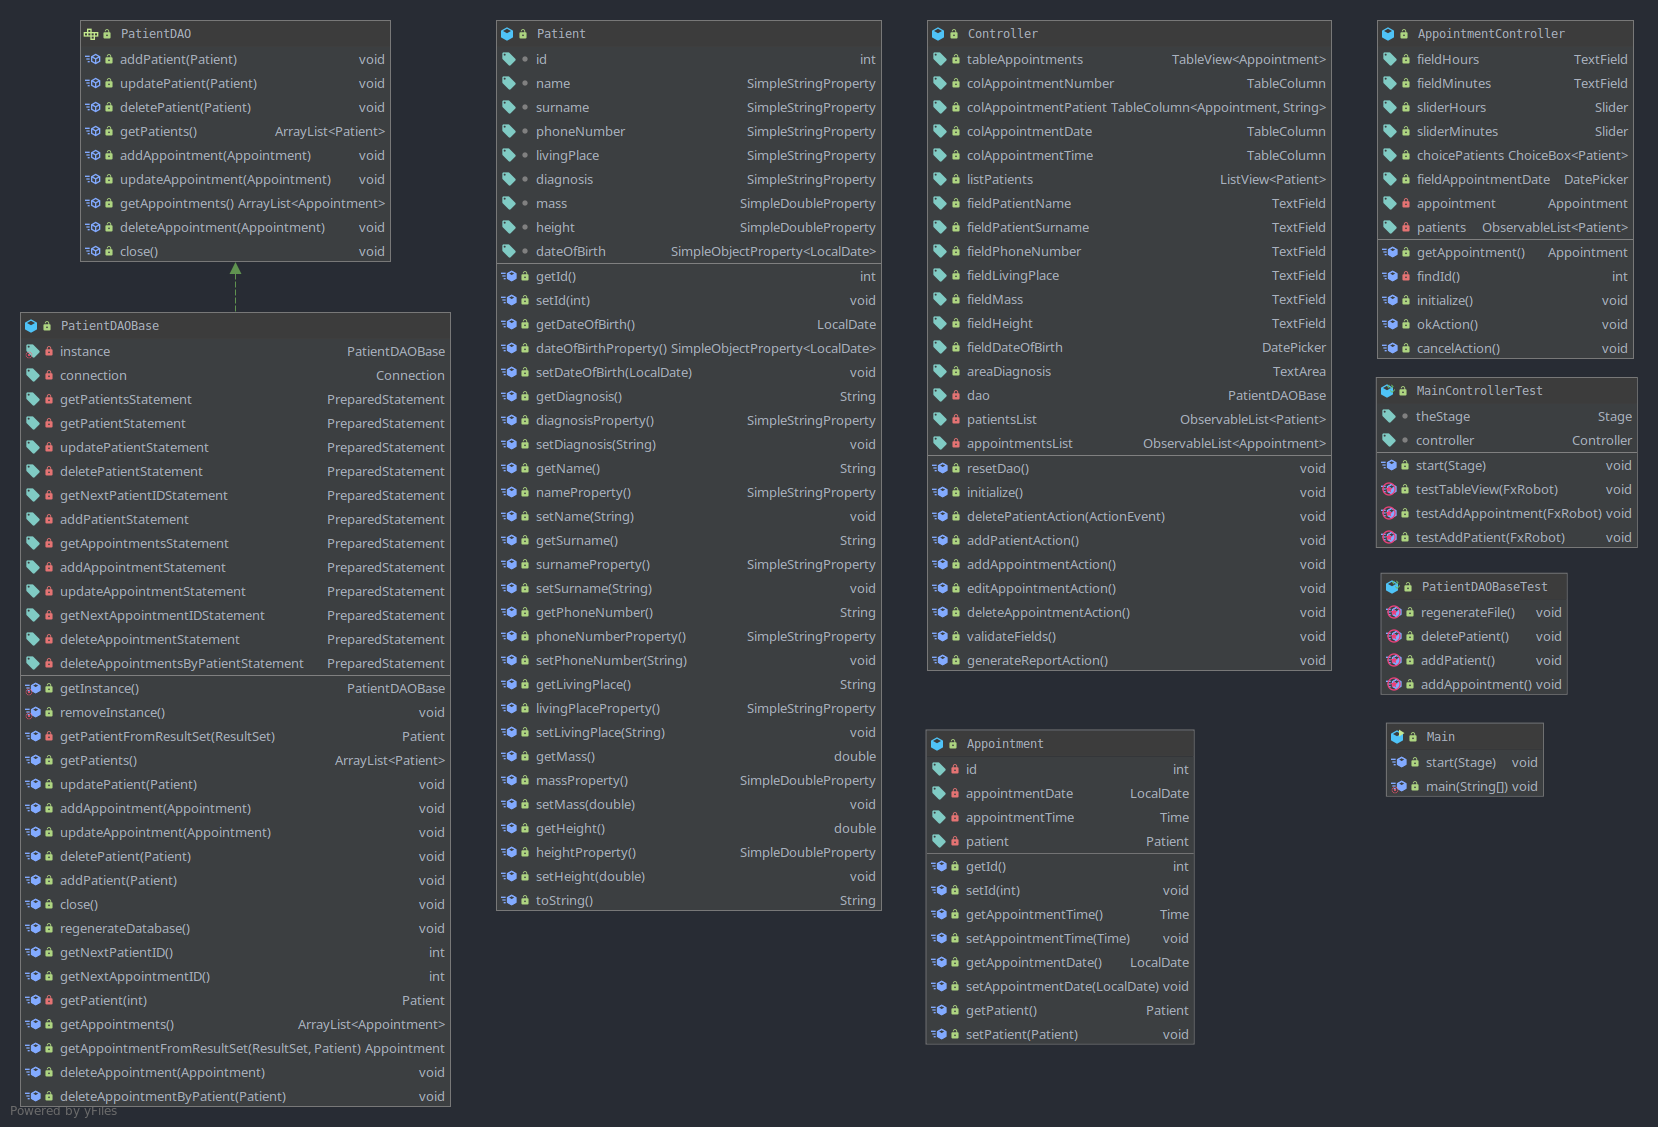 PatientDAO
addPatient(Patient) void
updatePatient(Patient) void
deletePatient(Patient) void
getPatients() ArrayList<Patient>
addAppointment(Appointment) void
updateAppointment(Appointment) void
getAppointments() ArrayList<Appointment>
deleteAppointment(Appointment) void
close() void
PatientDAOBase
instance PatientDAOBase
connection Connection
getPatientsStatement PreparedStatement
getPatientStatement PreparedStatement
updatePatientStatement PreparedStatement
deletePatientStatement PreparedStatement
getNextPatientIDStatement PreparedStatement
addPatientStatement PreparedStatement
getAppointmentsStatement PreparedStatement
addAppointmentStatement PreparedStatement
updateAppointmentStatement PreparedStatement
getNextAppointmentIDStatement PreparedStatement
deleteAppointmentStatement PreparedStatement
deleteAppointmentsByPatientStatement PreparedStatement
getInstance() PatientDAOBase
removeInstance() void
getPatientFromResultSet(ResultSet) Patient
getPatients() ArrayList<Patient>
updatePatient(Patient) void
addAppointment(Appointment) void
updateAppointment(Appointment) void
deletePatient(Patient) void
addPatient(Patient) void
close() void
regenerateDatabase() void
getNextPatientID() int
getNextAppointmentID() int
getPatient(int) Patient
getAppointments() ArrayList<Appointment>
getAppointmentFromResultSet(ResultSet, Patient) Appointment
deleteAppointment(Appointment) void
deleteAppointmentByPatient(Patient) void
Powered by yFiles
Patient
id int
name SimpleStringProperty
surname SimpleStringProperty
phoneNumber SimpleStringProperty
livingPlace SimpleStringProperty
diagnosis SimpleStringProperty
mass SimpleDoubleProperty
height SimpleDoubleProperty
dateOfBirth SimpleObjectProperty<LocalDate>
getId() int
setId(int) void
getDateOfBirth() LocalDate
dateOfBirthProperty() SimpleObjectProperty<LocalDate>
setDateOfBirth(LocalDate) void
getDiagnosis() String
diagnosisProperty() SimpleStringProperty
setDiagnosis(String) void
getName() String
nameProperty() SimpleStringProperty
setName(String) void
getSurname() String
surnameProperty() SimpleStringProperty
setSurname(String) void
getPhoneNumber() String
phoneNumberProperty() SimpleStringProperty
setPhoneNumber(String) void
getLivingPlace() String
livingPlaceProperty() SimpleStringProperty
setLivingPlace(String) void
getMass() double
massProperty() SimpleDoubleProperty
setMass(double) void
getHeight() double
heightProperty() SimpleDoubleProperty
setHeight(double) void
toString() String
Controller
tableAppointments TableView<Appointment>
colAppointmentNumber TableColumn
colAppointmentPatient TableColumn<Appointment, String>
colAppointmentDate TableColumn
colAppointmentTime TableColumn
listPatients ListView<Patient>
fieldPatientName TextField
fieldPatientSurname TextField
fieldPhoneNumber TextField
fieldLivingPlace TextField
fieldMass TextField
fieldHeight TextField
fieldDateOfBirth DatePicker
areaDiagnosis TextArea
dao PatientDAOBase
patientsList ObservableList<Patient>
appointmentsList ObservableList<Appointment>
resetDao() void
initialize() void
deletePatientAction(ActionEvent) void
addPatientAction() void
addAppointmentAction() void
editAppointmentAction() void
deleteAppointmentAction() void
validateFields() void
generateReportAction() void
Appointment
id int
appointmentDate LocalDate
appointmentTime Time
patient Patient
getId() int
setId(int) void
getAppointmentTime() Time
setAppointmentTime(Time) void
getAppointmentDate() LocalDate
setAppointmentDate(LocalDate) void
getPatient() Patient
setPatient(Patient) void
AppointmentController
fieldHours TextField
fieldMinutes TextField
sliderHours Slider
sliderMinutes Slider
choicePatients ChoiceBox<Patient>
fieldAppointmentDate DatePicker
appointment Appointment
patients ObservableList<Patient>
getAppointment() Appointment
findId() int
initialize() void
okAction() void
cancelAction() void
MainControllerTest
theStage Stage
controller Controller
start(Stage) void
testTableView(FxRobot) void
testAddAppointment(FxRobot) void
testAddPatient(FxRobot) void
PatientDAOBaseTest
regenerateFile() void
deletePatient() void
addPatient() void
addAppointment() void
Main
start(Stage) void
main(String[]) void